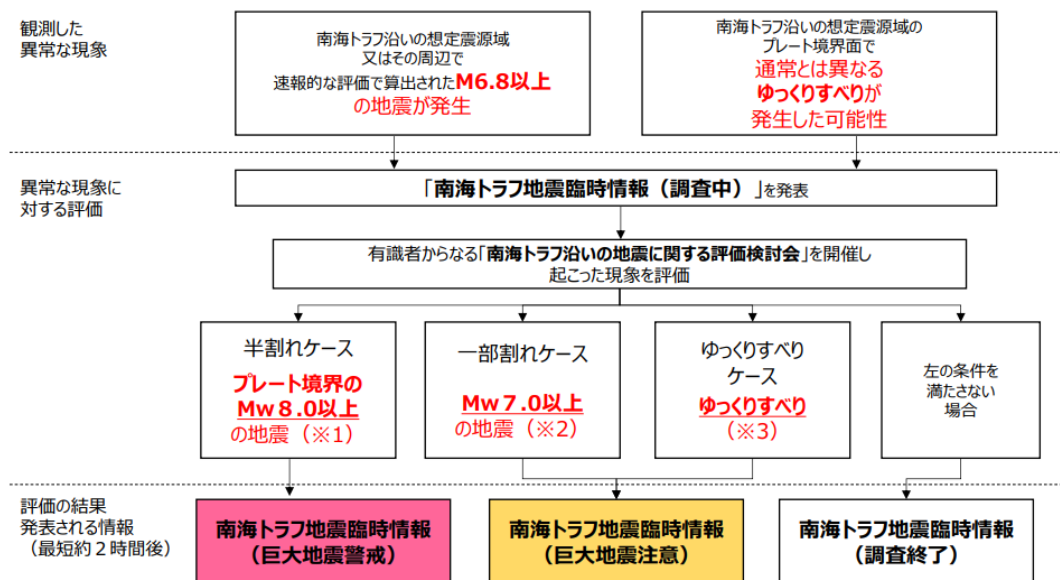 観測した
異常な現象
南海トラフ沿いの想定震源域
又はその周辺で
速報的な評価で算出されたM6.8以上
の地震が発生
南海トラフ沿いの想定震源域の
プレート境界面で
通常とは異なる
ゆっくりすべりが
発生した可能性
異常な現象に
対する評価
「南海トラフ地震臨時情報（調査中）」を発表
有識者からなる「南海トラフ沿いの地震に関する評価検討会」を開催し
起こった現象を評価
半割れケース
プレート境界の
Mw８.0以上
の地震（※1）
一部割れケース
Mw７.0以上
の地震（※2）
ゆっくりすべり
ケース
ゆっくりすべり
（※3）
左の条件を
満たさない
場合
評価の結果
発表される情報
（最短約２時間後）
南海トラフ地震臨時情報
（巨大地震警戒）
南海トラフ地震臨時情報
（巨大地震注意）
南海トラフ地震臨時情報
（調査終了）